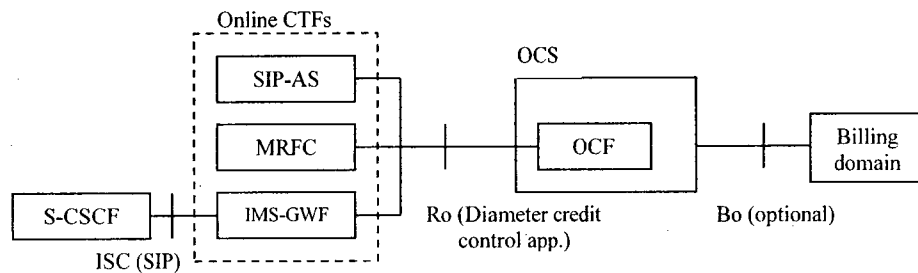 Online CTFs
SIP-AS
MRFC
IMS-GWF
S-CSCF
ISC (SIP)
OCS
OCF
Ro (Diameter credit
control app.)
Billing
domain
Bo (optional)